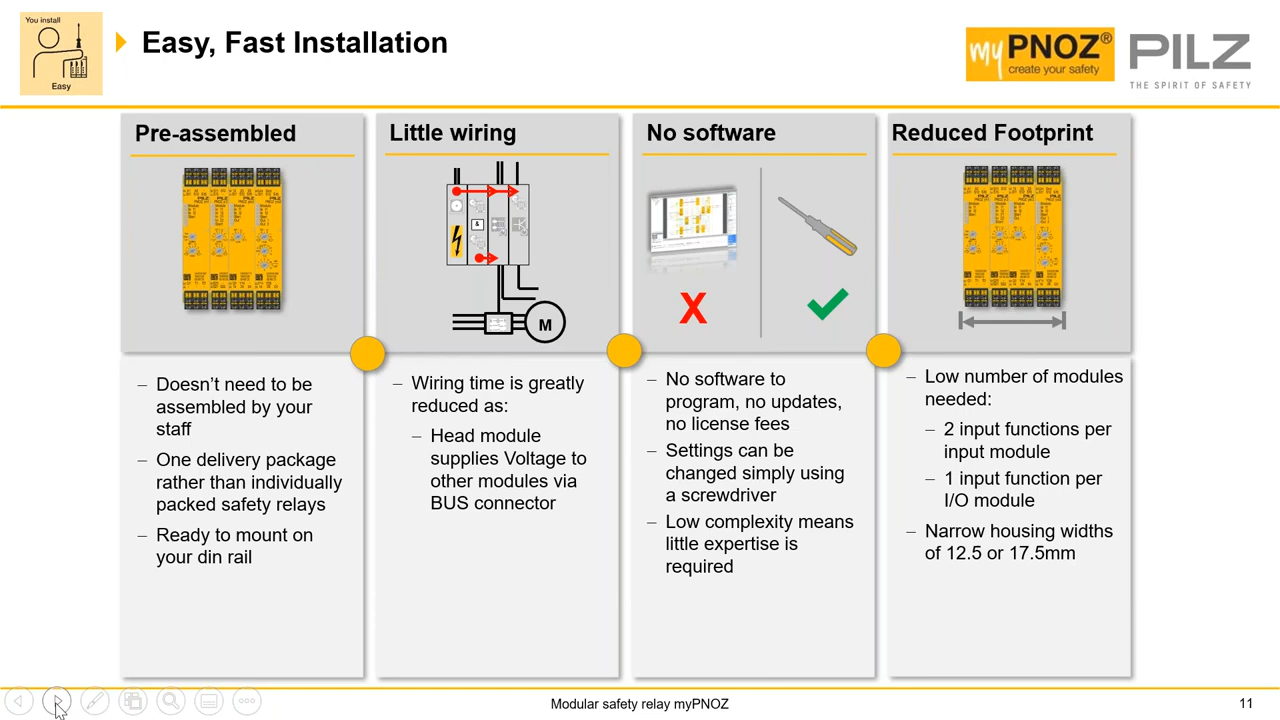 You install
Easy
Easy, Fast Installation
myPNOZ®
create your safety
PILZ
THE SPIRIT OF SAFETY
Pre-assembled
– Doesn’t need to be
assembled by your
staff
– One delivery package
rather than individually
packed safety relays
– Ready to mount on
your din rail
Little wiring
&
M
– Wiring time is greatly
reduced as:
– Head module
supplies Voltage to
other modules via
BUS connector
No software
X
– No software to
program, no updates,
no license fees
– Settings can be
changed simply using
a screwdriver
– Low complexity means
little expertise is
required
Reduced Footprint
– Low number of modules
needed:
– 2 input functions per
input module
– 1 input function per
I/O module
– Narrow housing widths
of 12.5 or 17.5mm
Modular safety relay myPNOZ
11